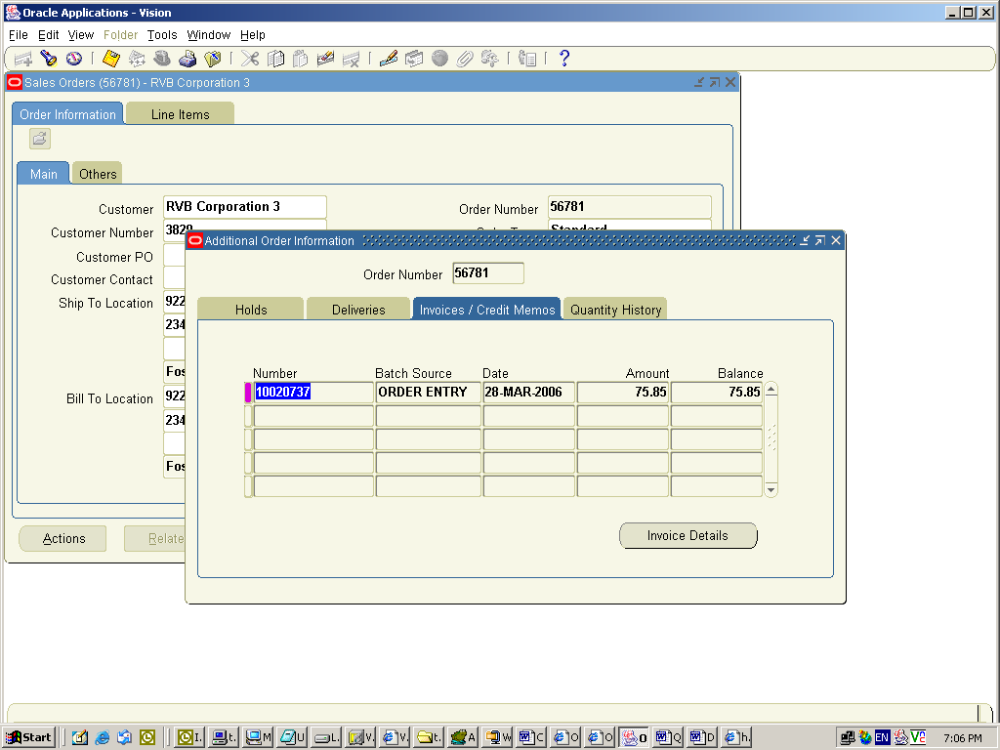 Oracle Applications - Vision
File Edit View Folder Tools Window Help
Sales Orders (56781) - RVB Corporation 3
Order Information Line Items
Main Others
Customer RVB Corporation 3 Order Number 56781
Customer Number
Customer PO
Customer Contact
Ship To Location 922
234
Fos
Bill To Location 922
234
Fos
Actions Relate
Additional Order Information
Order Number 56781
Holds Deliveries Invoices / Credit Memos Quantity History
Number Batch Source Date Amount Balance
10020737 ORDER ENTRY 28-MAR-2006 75.85 75.85
Invoice Details
Start I. t. M U L. V. V. t. A W C O O O Q D h. EN 7:06 PM